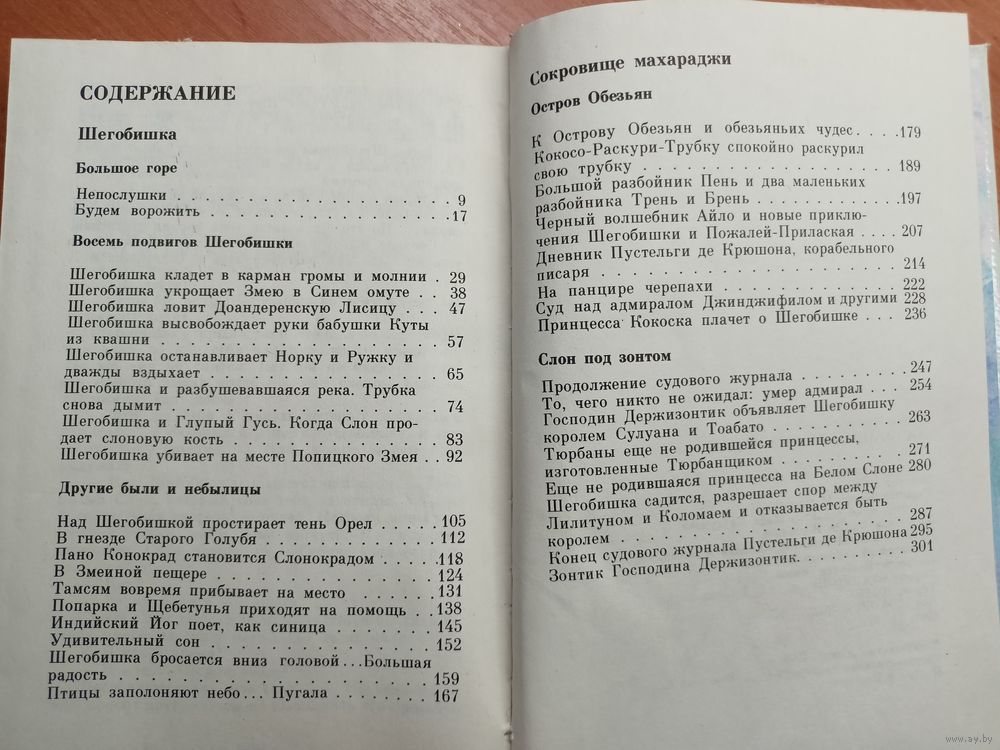 СОДЕРЖАНИЕ
Шегобишка
Большое горе
Непослушки . . . . . . . . . . . . . . . . . . . . 9
Будем ворожить . . . . . . . . . . . . . . . . . . 17
Восемь подвигов Шегобишки
Шегобишка кладет в карман громы и молнии . 29
Шегобишка укрощает Змею в Синем омуте . . 38
Шегобишка ловит Доандеренскую Лисицу . . . 47
Шегобишка высвобождает руки бабушки Куты
из квашни . . . . . . . . . . . . . . . . . . 57
Шегобишка останавливает Норку и Ружку и
дважды вздыхает . . . . . . . . . . . . . . . . 65
Шегобишка и разбушевавшаяся река. Трубка
снова дымит . . . . . . . . . . . . . . . . . . 74
Шегобишка и Глупый Гусь. Когда Слон про-
дает слоновую кость . . . . . . . . . . . . . . 83
Шегобишка убивает на месте Попицкого Змея . . 92
Другие были и небылицы
Над Шегобишкой простирает тень Орел . . . . . 105
В гнезде Старого Голубя . . . . . . . . . . . . 112
Пано Конокрад становится Слонокрадом . . . . .118
В Змеиной пещере . . . . . . . . . . . . . . . 124
Тамсям вовремя прибывает на место . . . . . . 131
Попарка и Щебетунья приходят на помощь . . 138
Индийский Йог поет, как синица . . . . . . . 145
Удивительный сон . . . . . . . . . . . . . . . 152
Шегобишка бросается вниз головой...Большая
радость . . . . . . . . . . . . . . . . . . . . 159
Птицы заполоняют небо... Пугала . . . . . . . . 167
Сокровище махараджи
Остров Обезьян
К Острову Обезьян и обезьяньих чудес. . . .179
Кокосо-Раскури-Трубку спокойно раскурил
свою трубку . . . . . . . . . . . . . . . . . 189
Большой разбойник Пень и два маленьких
разбойника Трень и Брень . . . . . . . . . .197
Черный волшебник Айло и новые приклю-
чения Шегобишки и Пожалей-Приласкай . . . . 207
Дневник Пустельги де Крюшона, корабельного
писаря . . . . . . . . . . . . . . . . . . . . 214
На панцире черепахи . . . . . . . . . . . . . 222
Суд над адмиралом Джинджифилом и другими 228
Принцесса Кокоска плачет о Шегобишке . . . 236
Слон под зонтом
Продолжение судового журнала . . . . . . . . . 247
То, чего никто не ожидал: умер адмирал . . . 254
Господин Держизонтик объявляет Шегобишку
королем Сулуана и Тоабато . . . . . . . . . . 263
Тюрбаны еще не родившейся принцессы,
изготовленные Тюрбанщиком . . . . . . . . . . 271
Еще не родившаяся принцесса на Белом Слоне 280
Шегобишка садится, разрешает спор между
Лилитуном и Коломаем и отказывается быть
королем . . . . . . . . . . . . . . . . . . . . 287
Конец судового журнала Пустельги де Крюшона 295
Зонтик Господина Держизонтик. . . . . . . . . 301
www.ay.by